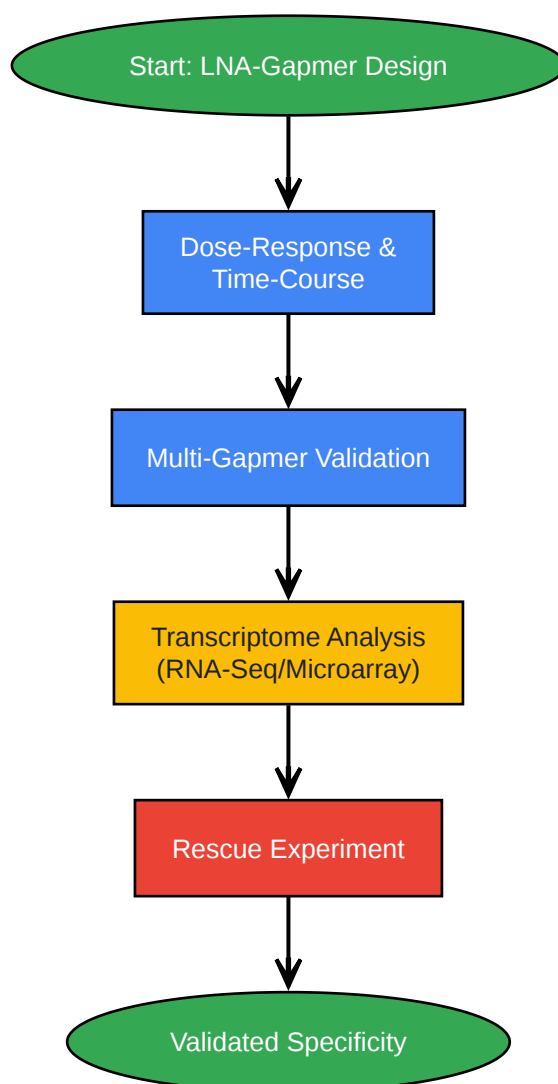 Start: LNA-Gapmer Design
Dose-Response &
Time-Course
Multi-Gapmer Validation
Transcriptome Analysis
(RNA-Seq/Microarray)
Rescue Experiment
Validated Specificity